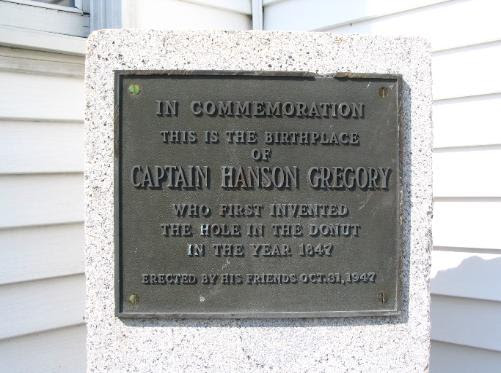 IN COMMEMORATION
THIS IS THE BIRTHPLACE
OF
CAPTAIN HANSON GREGORY
WHO FIRST INVENTED
THE HOLE IN THE DONUT
IN THE YEAR 1847
ERECTED BY HIS FRIENDS OCT. 31, 1947